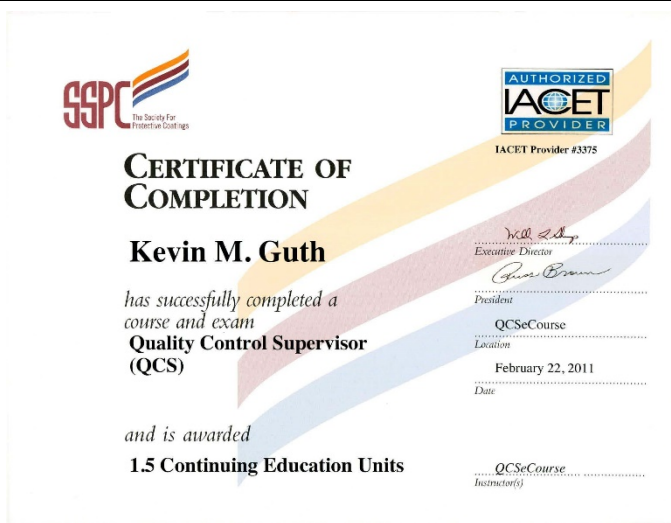 SSPC
The Society For
Protective Coatings
AUTHORIZED
IACET
PROVIDER
IACET Provider #3375
CERTIFICATE OF
COMPLETION
Kevin M. Guth
has successfully completed a
course and exam
Quality Control Supervisor
(QCS)
and is awarded
1.5 Continuing Education Units
Executive Director
President
QCSeCourse
Location
February 22, 2011
Date
QCSeCourse
Instructor(s)